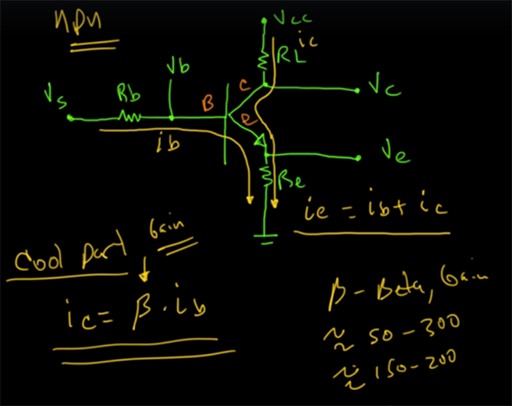 npn
Vcc
ic
RL
Vb
C
Vc
Vs
Rb
B
e
ib
Ve
Re
ie = ib + ic
Gain
Cool part
ic = β · ib
β - Beta, Gain
≈ 50 - 300
≈ 150 - 200